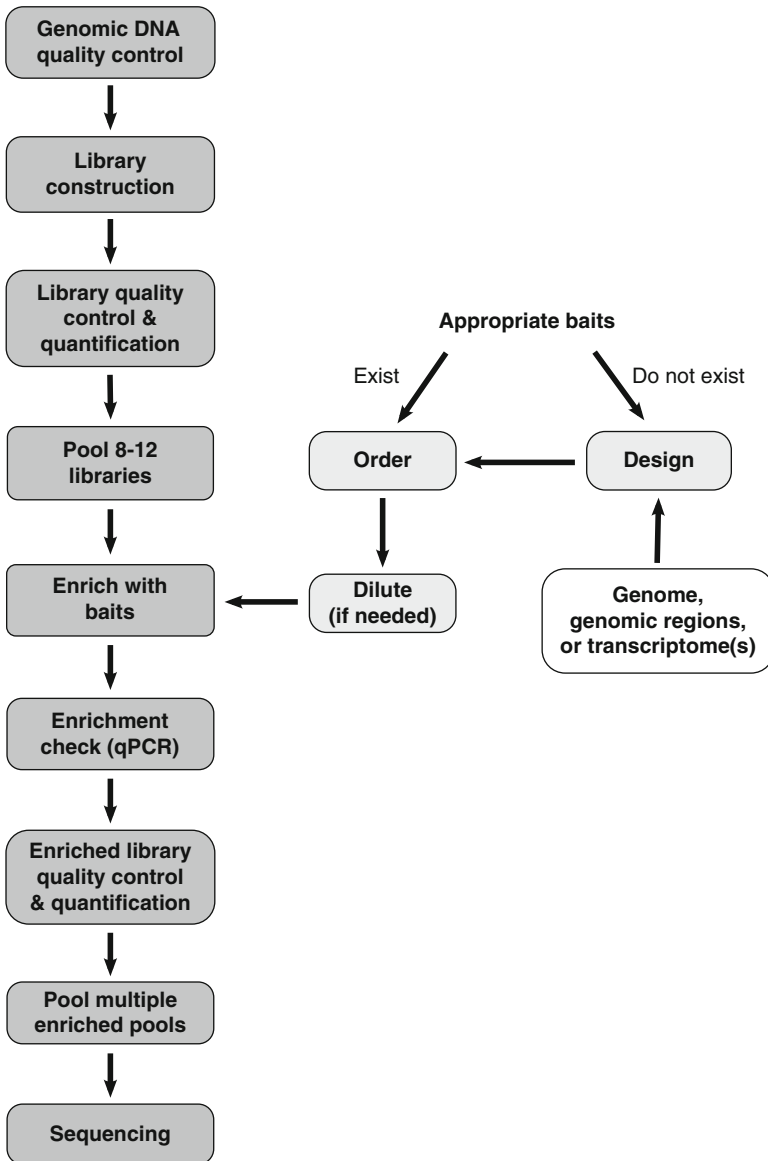 Genomic DNA
quality control
Library
construction
Library quality
control &
quantification
Pool 8-12
libraries
Enrich with
baits
Enrichment
check (qPCR)
Enriched library
quality control
& quantification
Pool multiple
enriched pools
Sequencing
Appropriate baits
Exist
Do not exist
Order
Design
Dilute
(if needed)
Genome,
genomic regions,
or transcriptome(s)